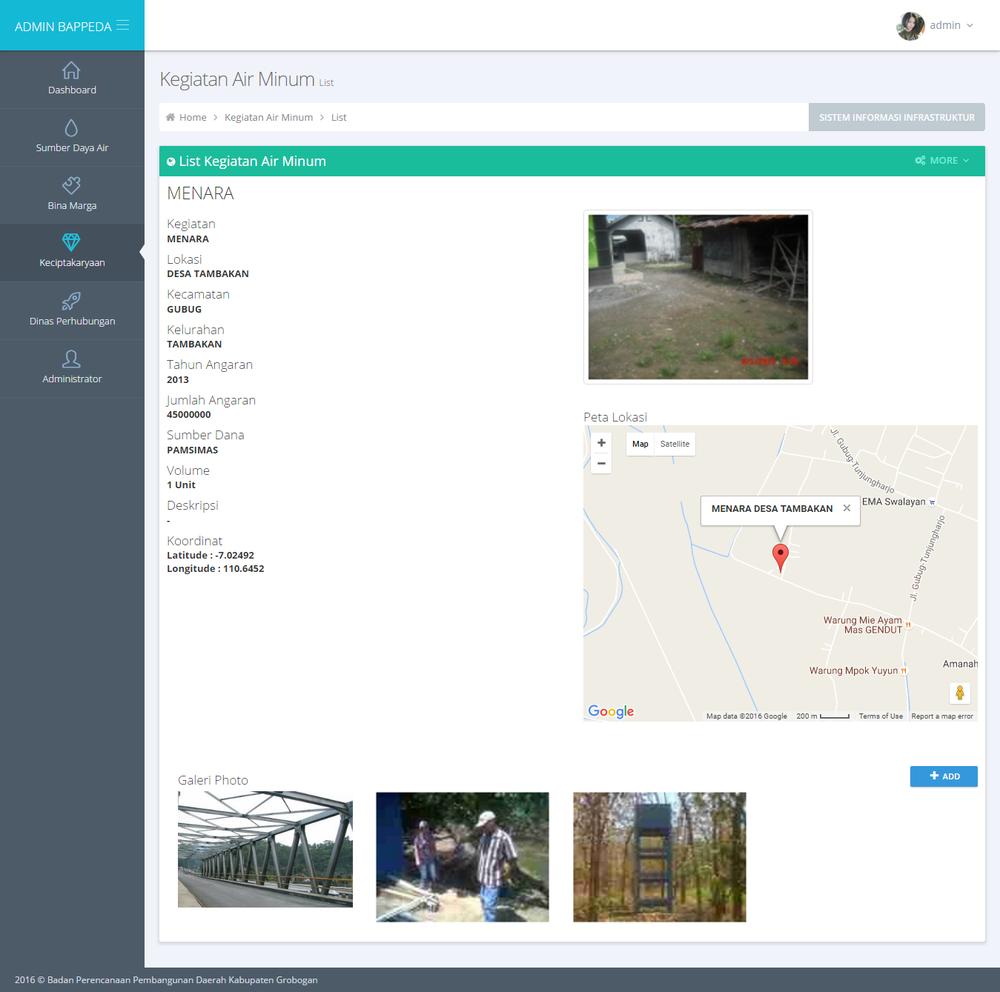 ADMIN BAPPEDA
admin
Dashboard
Sumber Daya Air
Bina Marga
Keciptakaryaan
Dinas Perhubungan
Administrator
Kegiatan Air Minum List
Home > Kegiatan Air Minum > List
SISTEM INFORMASI INFRASTRUKTUR
List Kegiatan Air Minum
MORE
MENARA
Kegiatan
MENARA
Lokasi
DESA TAMBAKAN
Kecamatan
GUBUG
Kelurahan
TAMBAKAN
Tahun Angaran
2013
Jumlah Angaran
45000000
Sumber Dana
PAMSIMAS
Volume
1 Unit
Deskripsi
-
Koordinat
Latitude : -7.02492
Longitude : 110.6452
Peta Lokasi
+
−
Map
Satellite
Jl. Gubug-Tunjungharjo
EMA Swalayan
MENARA DESA TAMBAKAN
Jl. Gubug-Tunjungharjo
Warung Mie Ayam
Mas GENDUT
Warung Mpok Yuyun
Amanah
Google
Map data ©2016 Google
200 m
Terms of Use
Report a map error
Galeri Photo
ADD
2016 © Badan Perencanaan Pembangunan Daerah Kabupaten Grobogan